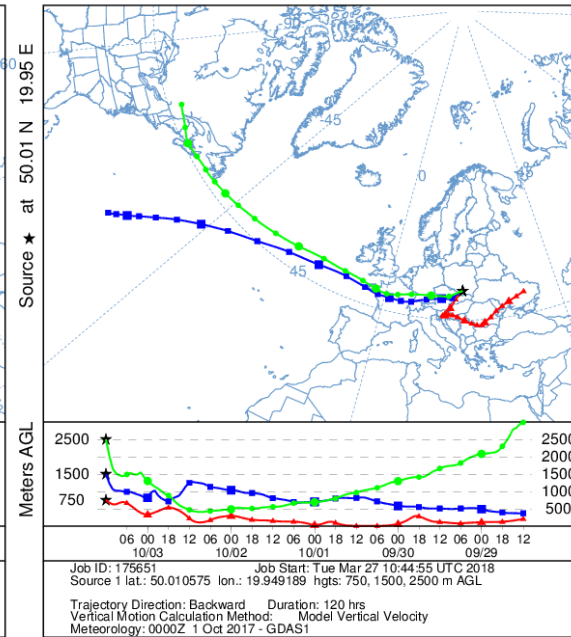 Source ★ at 50.01 N 19.95 E
60
-45
0
45
Meters AGL
2500
1500
750
2500
1500
1000
500
06 00 18 12 06 00 18 12 06 00 18 12 06 00 18 12 06 00 18 12
10/03 10/02 10/01 09/30 09/29
Job ID: 175651 Job Start: Tue Mar 27 10:44:55 UTC 2018
Source 1 lat.: 50.010575 lon.: 19.949189 hgts: 750, 1500, 2500 m AGL
Trajectory Direction: Backward Duration: 120 hrs
Vertical Motion Calculation Method: Model Vertical Velocity
Meteorology: 0000Z 1 Oct 2017 - GDAS1